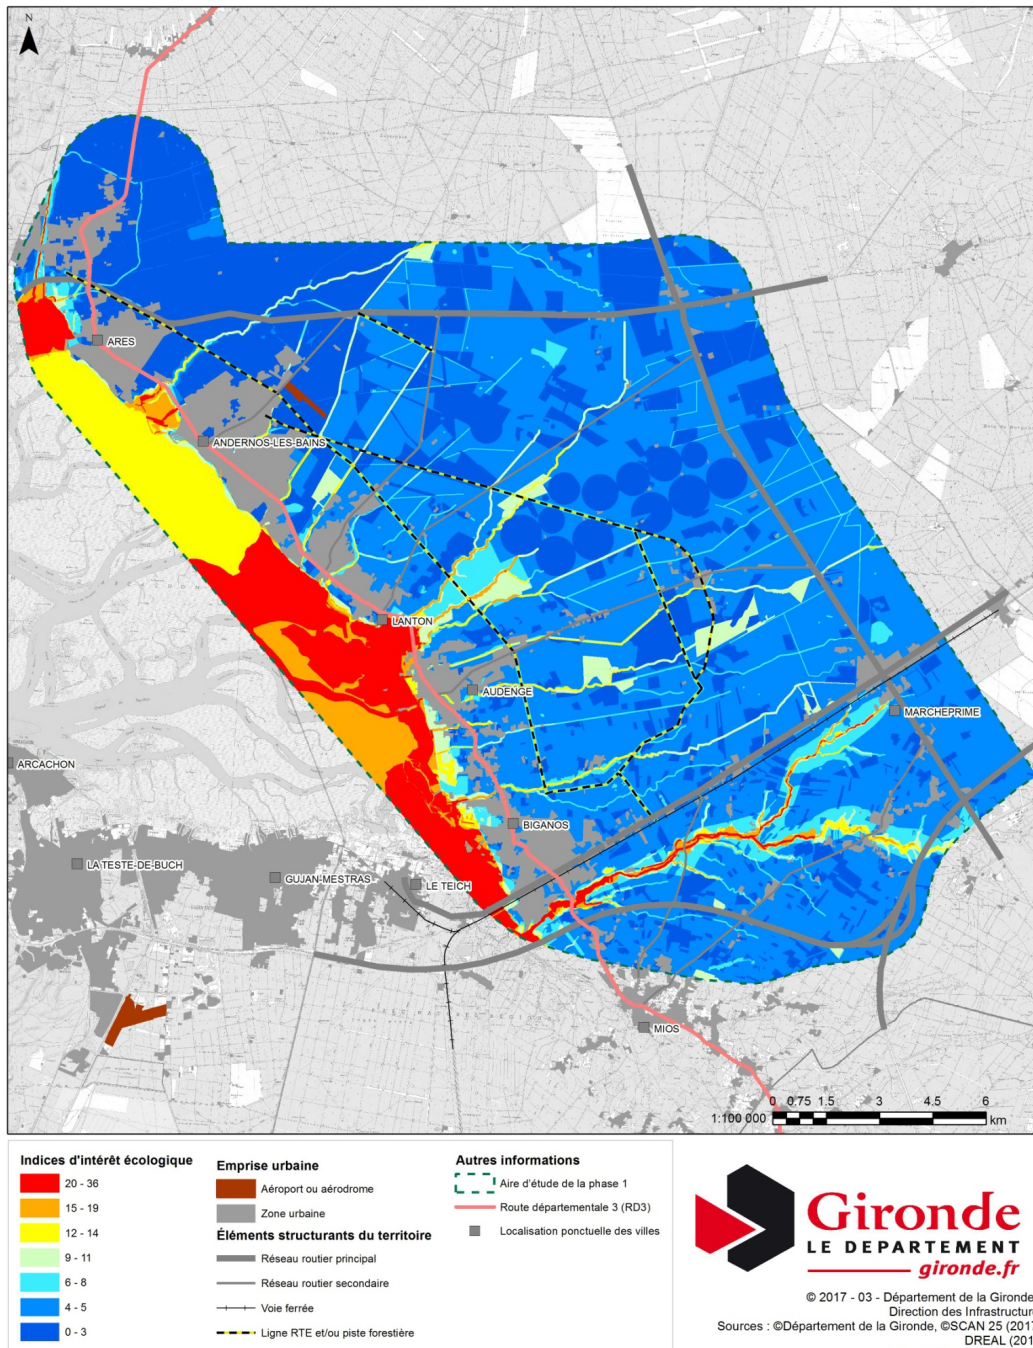 N
ARES
ANDERNOS-LES-BAINS
LANTON
AUDENGE
MARCHEPRIME
ARCACHON
BIGANOS
LA TESTE-DE-BUCH
GUJAN-MESTRAS
LE TEICH
MIOS
0 0.75 1.5 3 4.5 6
1:100 000
km
Indices d'intérêt écologique
20 - 36
15 - 19
12 - 14
9 - 11
6 - 8
4 - 5
0 - 3
Emprise urbaine
Aéroport ou aérodrome
Zone urbaine
Éléments structurants du territoire
Réseau routier principal
Réseau routier secondaire
Voie ferrée
Ligne RTE et/ou piste forestière
Autres informations
Aire d'étude de la phase 1
Route départementale 3 (RD3)
Localisation ponctuelle des villes
Gironde
LE DEPARTEMENT
gironde.fr
© 2017 - 03 - Département de la Gironde
Direction des Infrastructur
Sources : ©Département de la Gironde, ©SCAN 25 (2017
DREAL (201